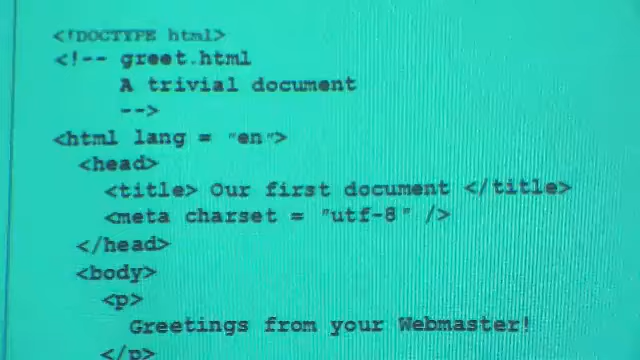 <!DOCTYPE html>
<!-- greet.html
A trivial document
-->
<html lang = "en">
<head>
<title> Our first document </title>
<meta charset = "utf-8" />
</head>
<body>
<p>
Greetings from your Webmaster!
</p>